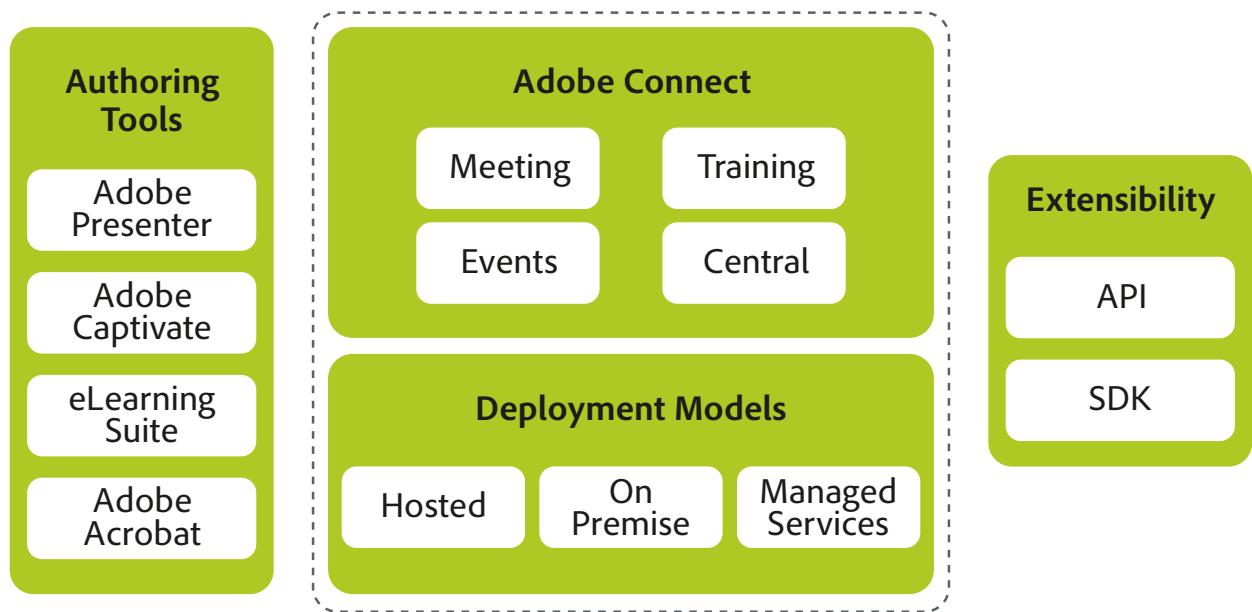 Authoring
Tools
Adobe
Presenter
Adobe
Captivate
eLearning
Suite
Adobe
Acrobat
Adobe Connect
Meeting
Training
Events
Central
Deployment Models
Hosted
On
Premise
Managed
Services
Extensibility
API
SDK